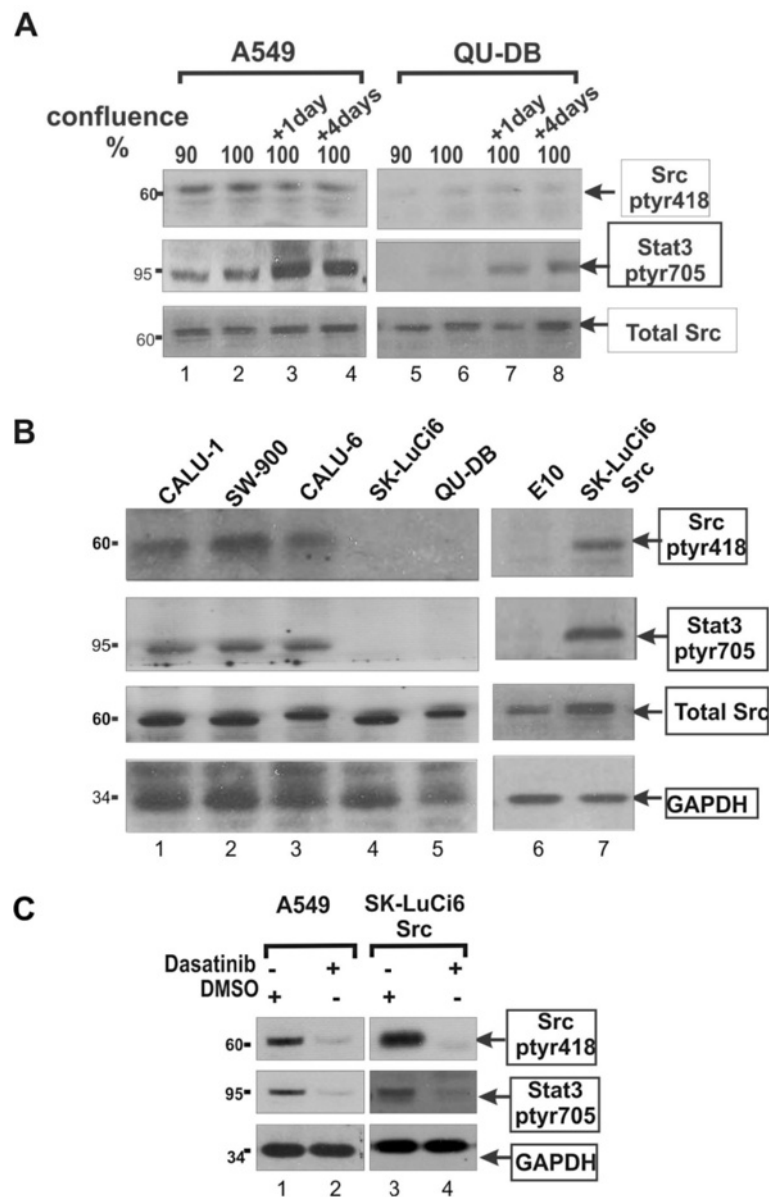 A
A549 QU-DB
confluence % +1day +4days +1day +4days
90 100 100 100 90 100 100 100
60 Src ptyr418
95 Stat3 ptyr705
60 Total Src
1 2 3 4 5 6 7 8
B
CALU-1 SW-900 CALU-6 SK-LuCi6 QU-DB E10 SK-LuCi6 Src
60 Src ptyr418
95 Stat3 ptyr705
60 Total Src
34 GAPDH
1 2 3 4 5 6 7
C
A549 SK-LuCi6 Src
Dasatinib - + - +
DMSO + - + -
60 Src ptyr418
95 Stat3 ptyr705
34 GAPDH
1 2 3 4